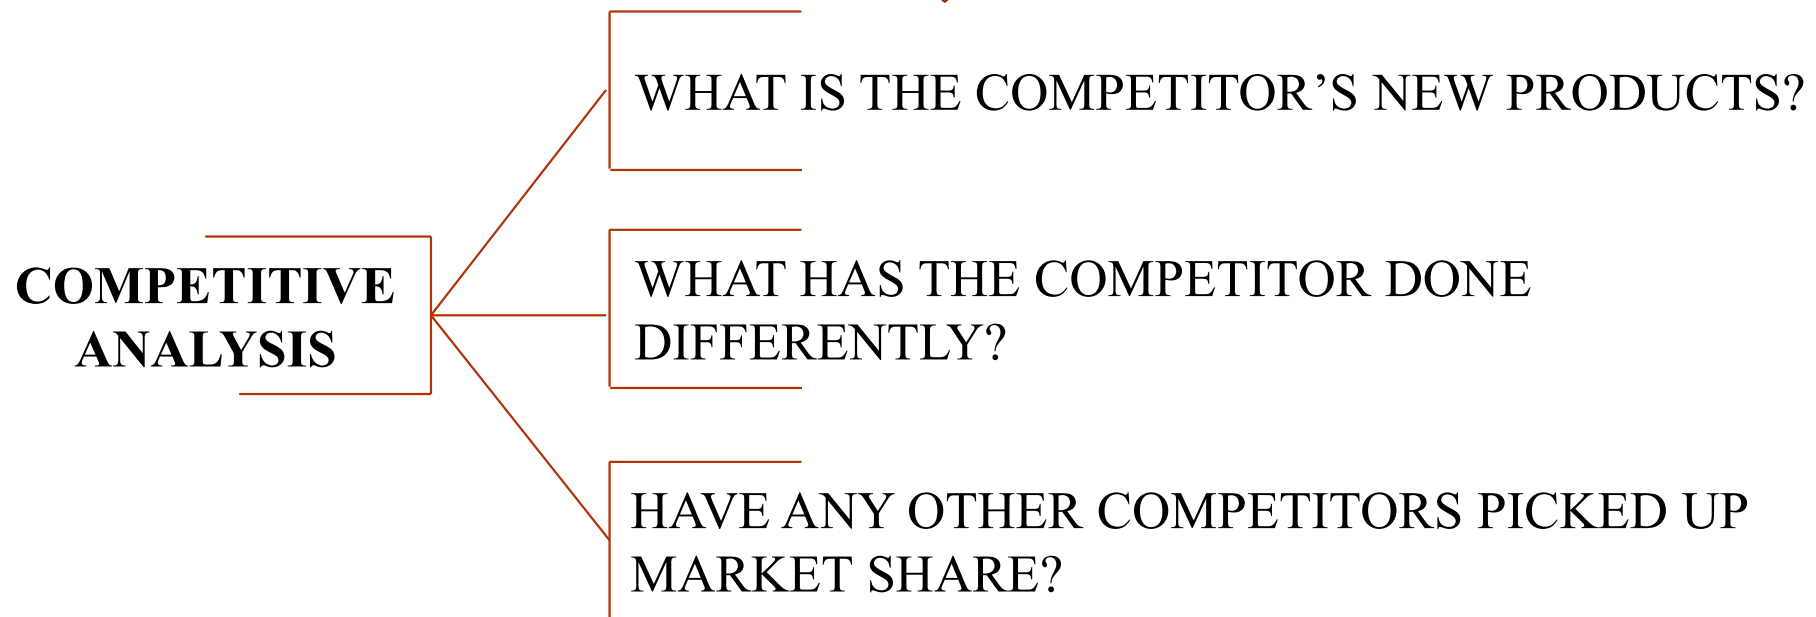 WHAT IS THE COMPETITOR’S NEW PRODUCTS?
COMPETITIVE
ANALYSIS
WHAT HAS THE COMPETITOR DONE
DIFFERENTLY?
HAVE ANY OTHER COMPETITORS PICKED UP
MARKET SHARE?